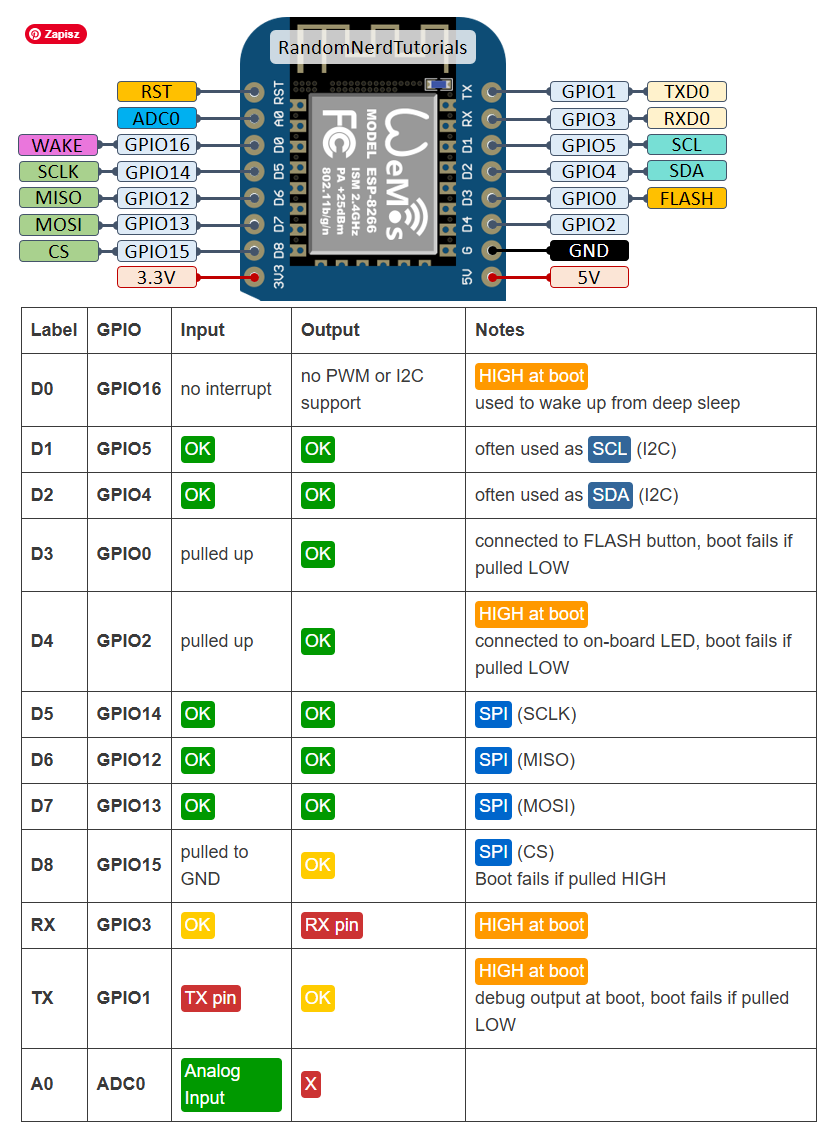 Zapisz
RandomNerdTutorials
RST RST TX GPIO1 TXD0
ADC0 A0 RX GPIO3 RXD0
WAKE GPIO16 D0 D1 GPIO5 SCL
SCLK GPIO14 D5 D2 GPIO4 SDA
MISO GPIO12 D6 D3 GPIO0 FLASH
MOSI GPIO13 D7 D4 GPIO2
CS GPIO15 D8 G GND
3.3V 3V3 5V 5V
WeMos
FC
MODEL ESP-8266
ISM 2.4GHz
PA +25dBm
802.11b/g/n
Label GPIO Input Output Notes
D0 GPIO16 no interrupt no PWM or I2C
support
HIGH at boot
used to wake up from deep sleep
D1 GPIO5 OK OK often used as SCL (I2C)
D2 GPIO4 OK OK often used as SDA (I2C)
D3 GPIO0 pulled up OK connected to FLASH button, boot fails if
pulled LOW
D4 GPIO2 pulled up OK HIGH at boot
connected to on-board LED, boot fails if
pulled LOW
D5 GPIO14 OK OK SPI (SCLK)
D6 GPIO12 OK OK SPI (MISO)
D7 GPIO13 OK OK SPI (MOSI)
D8 GPIO15 pulled to
GND
OK SPI (CS)
Boot fails if pulled HIGH
RX GPIO3 OK RX pin HIGH at boot
TX GPIO1 TX pin OK HIGH at boot
debug output at boot, boot fails if pulled
LOW
A0 ADC0 Analog
Input
X